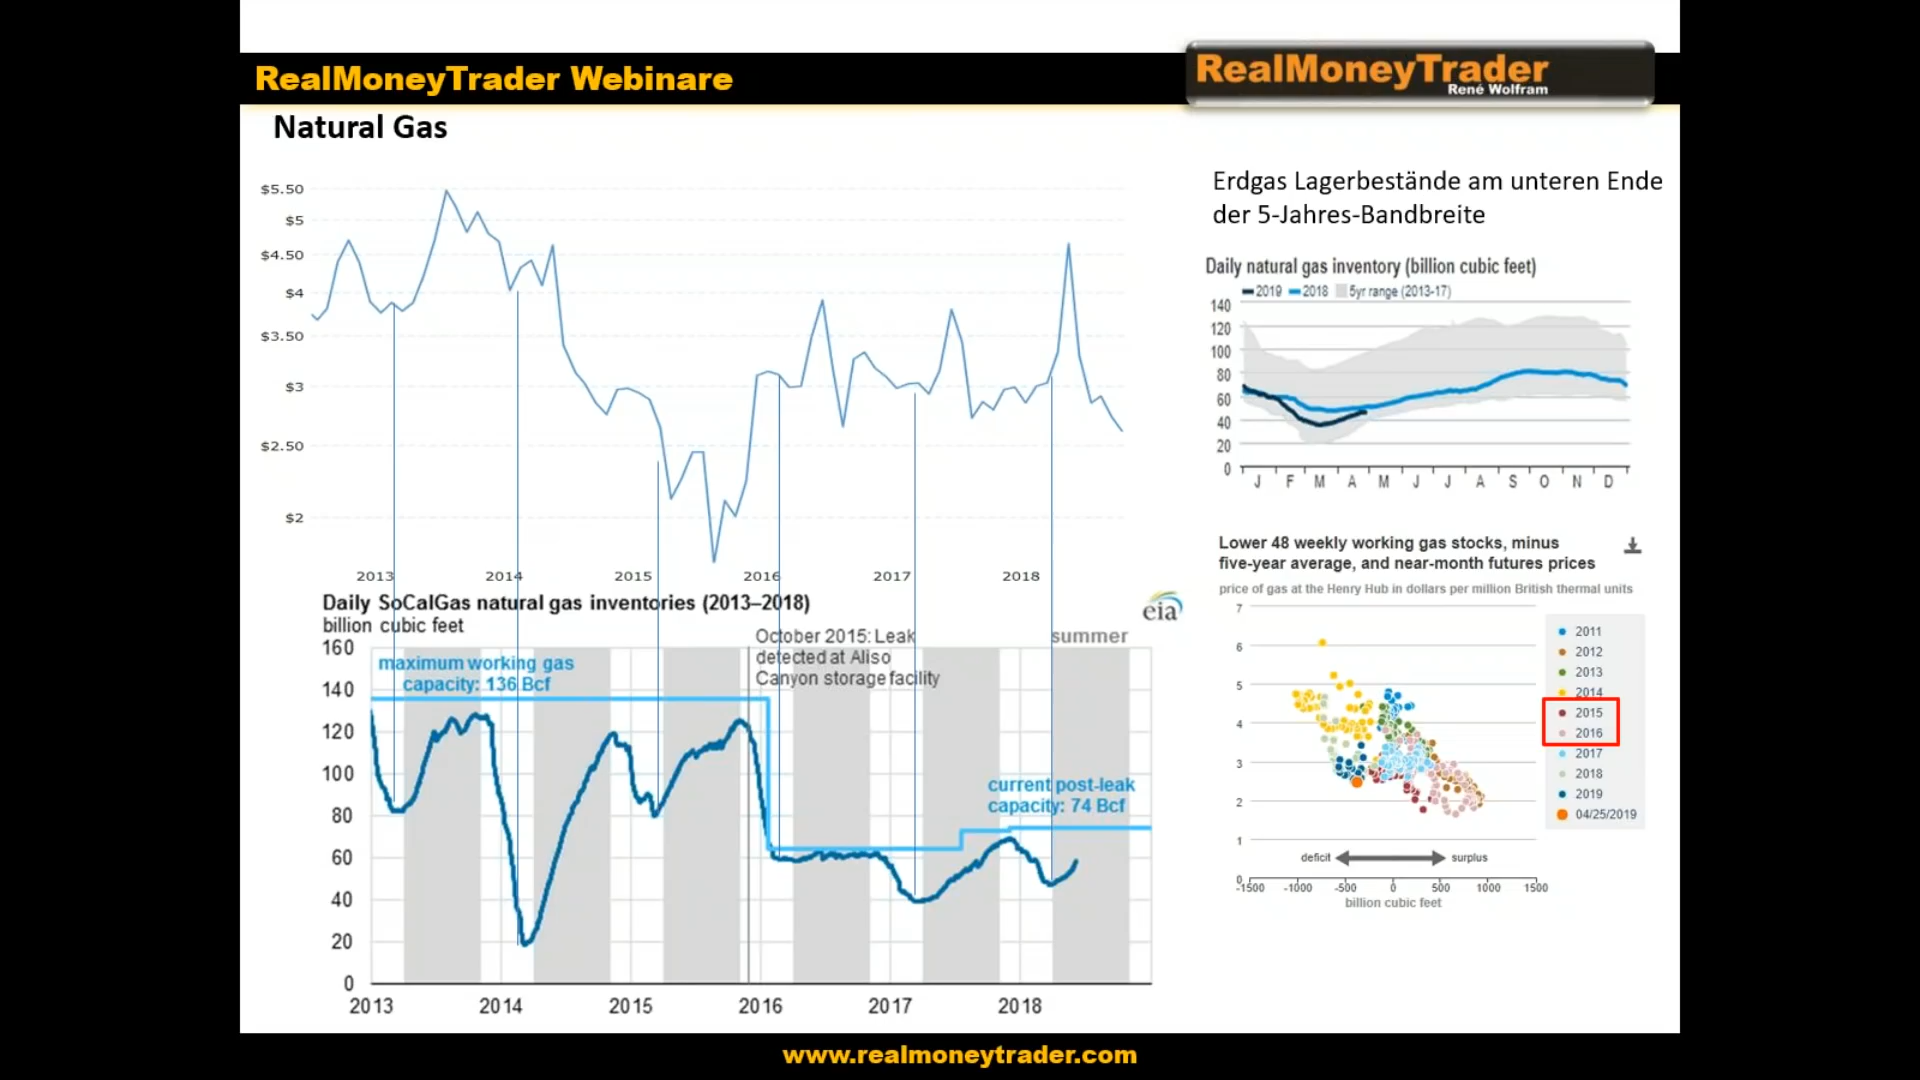 RealMoneyTrader Webinare
RealMoneyTrader
René Wolfram
Natural Gas
$5.50
$5
$4.50
$4
$3.50
$3
$2.50
$2
2013 2014 2015 2016 2017 2018
Daily SoCalGas natural gas inventories (2013–2018)
billion cubic feet
eia
160
140
120
100
80
60
40
20
0
maximum working gas
capacity: 136 Bcf
October 2015: Leak
detected at Aliso
Canyon storage facility
summer
current post-leak
capacity: 74 Bcf
2013 2014 2015 2016 2017 2018
Erdgas Lagerbestände am unteren Ende
der 5-Jahres-Bandbreite
Daily natural gas inventory (billion cubic feet)
2019 2018 5yr range (2013-17)
140
120
100
80
60
40
20
0
J F M A M J J A S O N D
Lower 48 weekly working gas stocks, minus
five-year average, and near-month futures prices
price of gas at the Henry Hub in dollars per million British thermal units
7
6
5
4
3
2
1
0
2011
2012
2013
2014
2015
2016
2017
2018
2019
04/25/2019
deficit surplus
-1500 -1000 -500 0 500 1000 1500
billion cubic feet
www.realmoneytrader.com